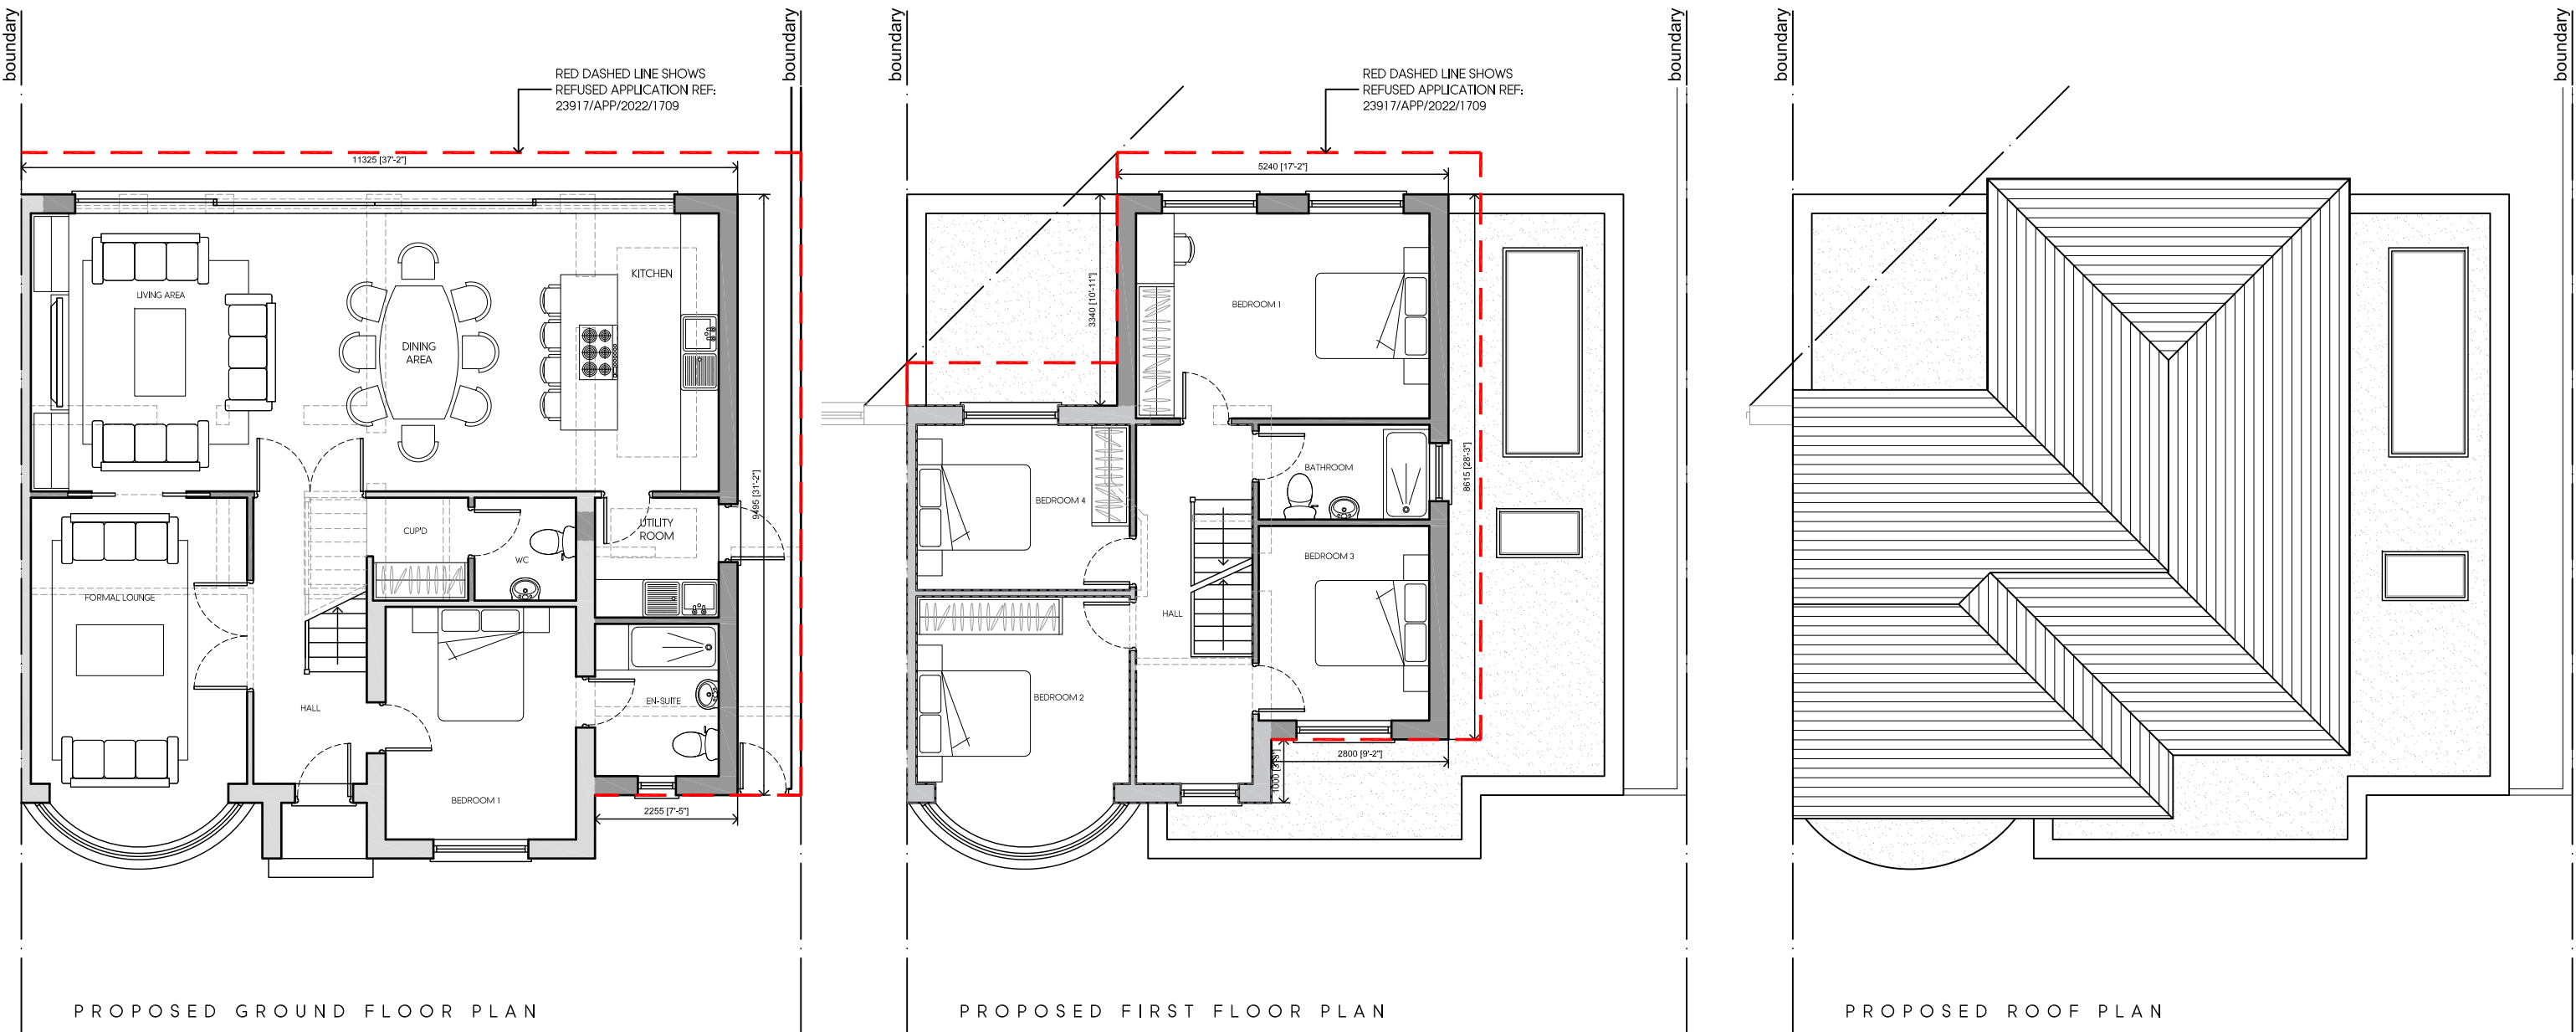 boundary
boundary
RED DASHED LINE SHOWS
REFUSED APPLICATION REF:
23917/APP/2022/1709
11325 [37'-2"]
KITCHEN
LIVING AREA
DINING
AREA
9495 [31'-2"]
CUP'D
WC
UTILITY
ROOM
FORMAL LOUNGE
HALL
EN-SUITE
BEDROOM 1
2255 [7'-5"]
PROPOSED GROUND FLOOR PLAN
boundary
boundary
RED DASHED LINE SHOWS
REFUSED APPLICATION REF:
23917/APP/2022/1709
5240 [17'-2"]
3340 [10'-11"]
BEDROOM 1
BATHROOM
8615 [28'-3"]
BEDROOM 4
BEDROOM 3
HALL
BEDROOM 2
2800 [9'-2"]
1000 [3'-3"]
PROPOSED FIRST FLOOR PLAN
boundary
boundary
PROPOSED ROOF PLAN